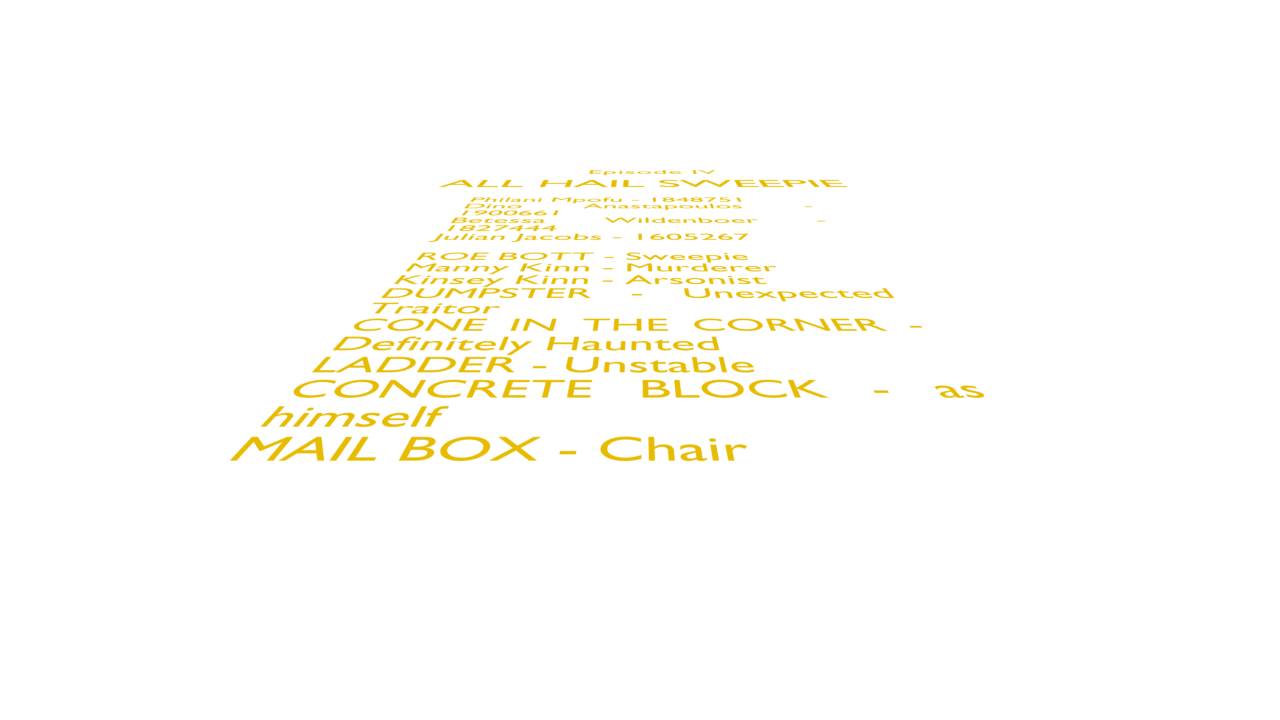 Episode IV
ALL HAIL SWEEPIE
Philani Mpofu - 1848751
Dino Anastapoulos -
1900661
Betessa Wildenboer -
1827444
Julian Jacobs - 1605267
ROE BOTT - Sweepie
Manny Kinn - Murderer
Kinsey Kinn - Arsonist
DUMPSTER - Unexpected
Traitor
CONE IN THE CORNER -
Definitely Haunted
LADDER - Unstable
CONCRETE BLOCK - as
himself
MAIL BOX - Chair